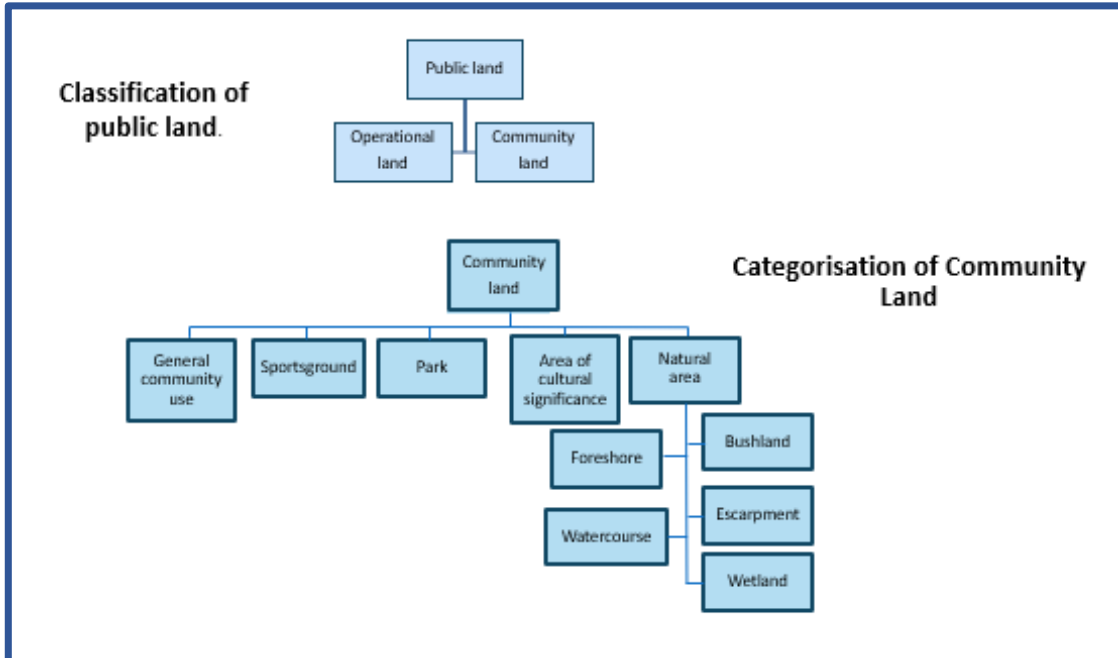 Classification of
public land.
Public land
Operational
land
Community
land
Categorisation of Community
Land
Community
land
General
community
use
Sportsground
Park
Area of
cultural
significance
Natural
area
Foreshore
Bushland
Watercourse
Escarpment
Wetland